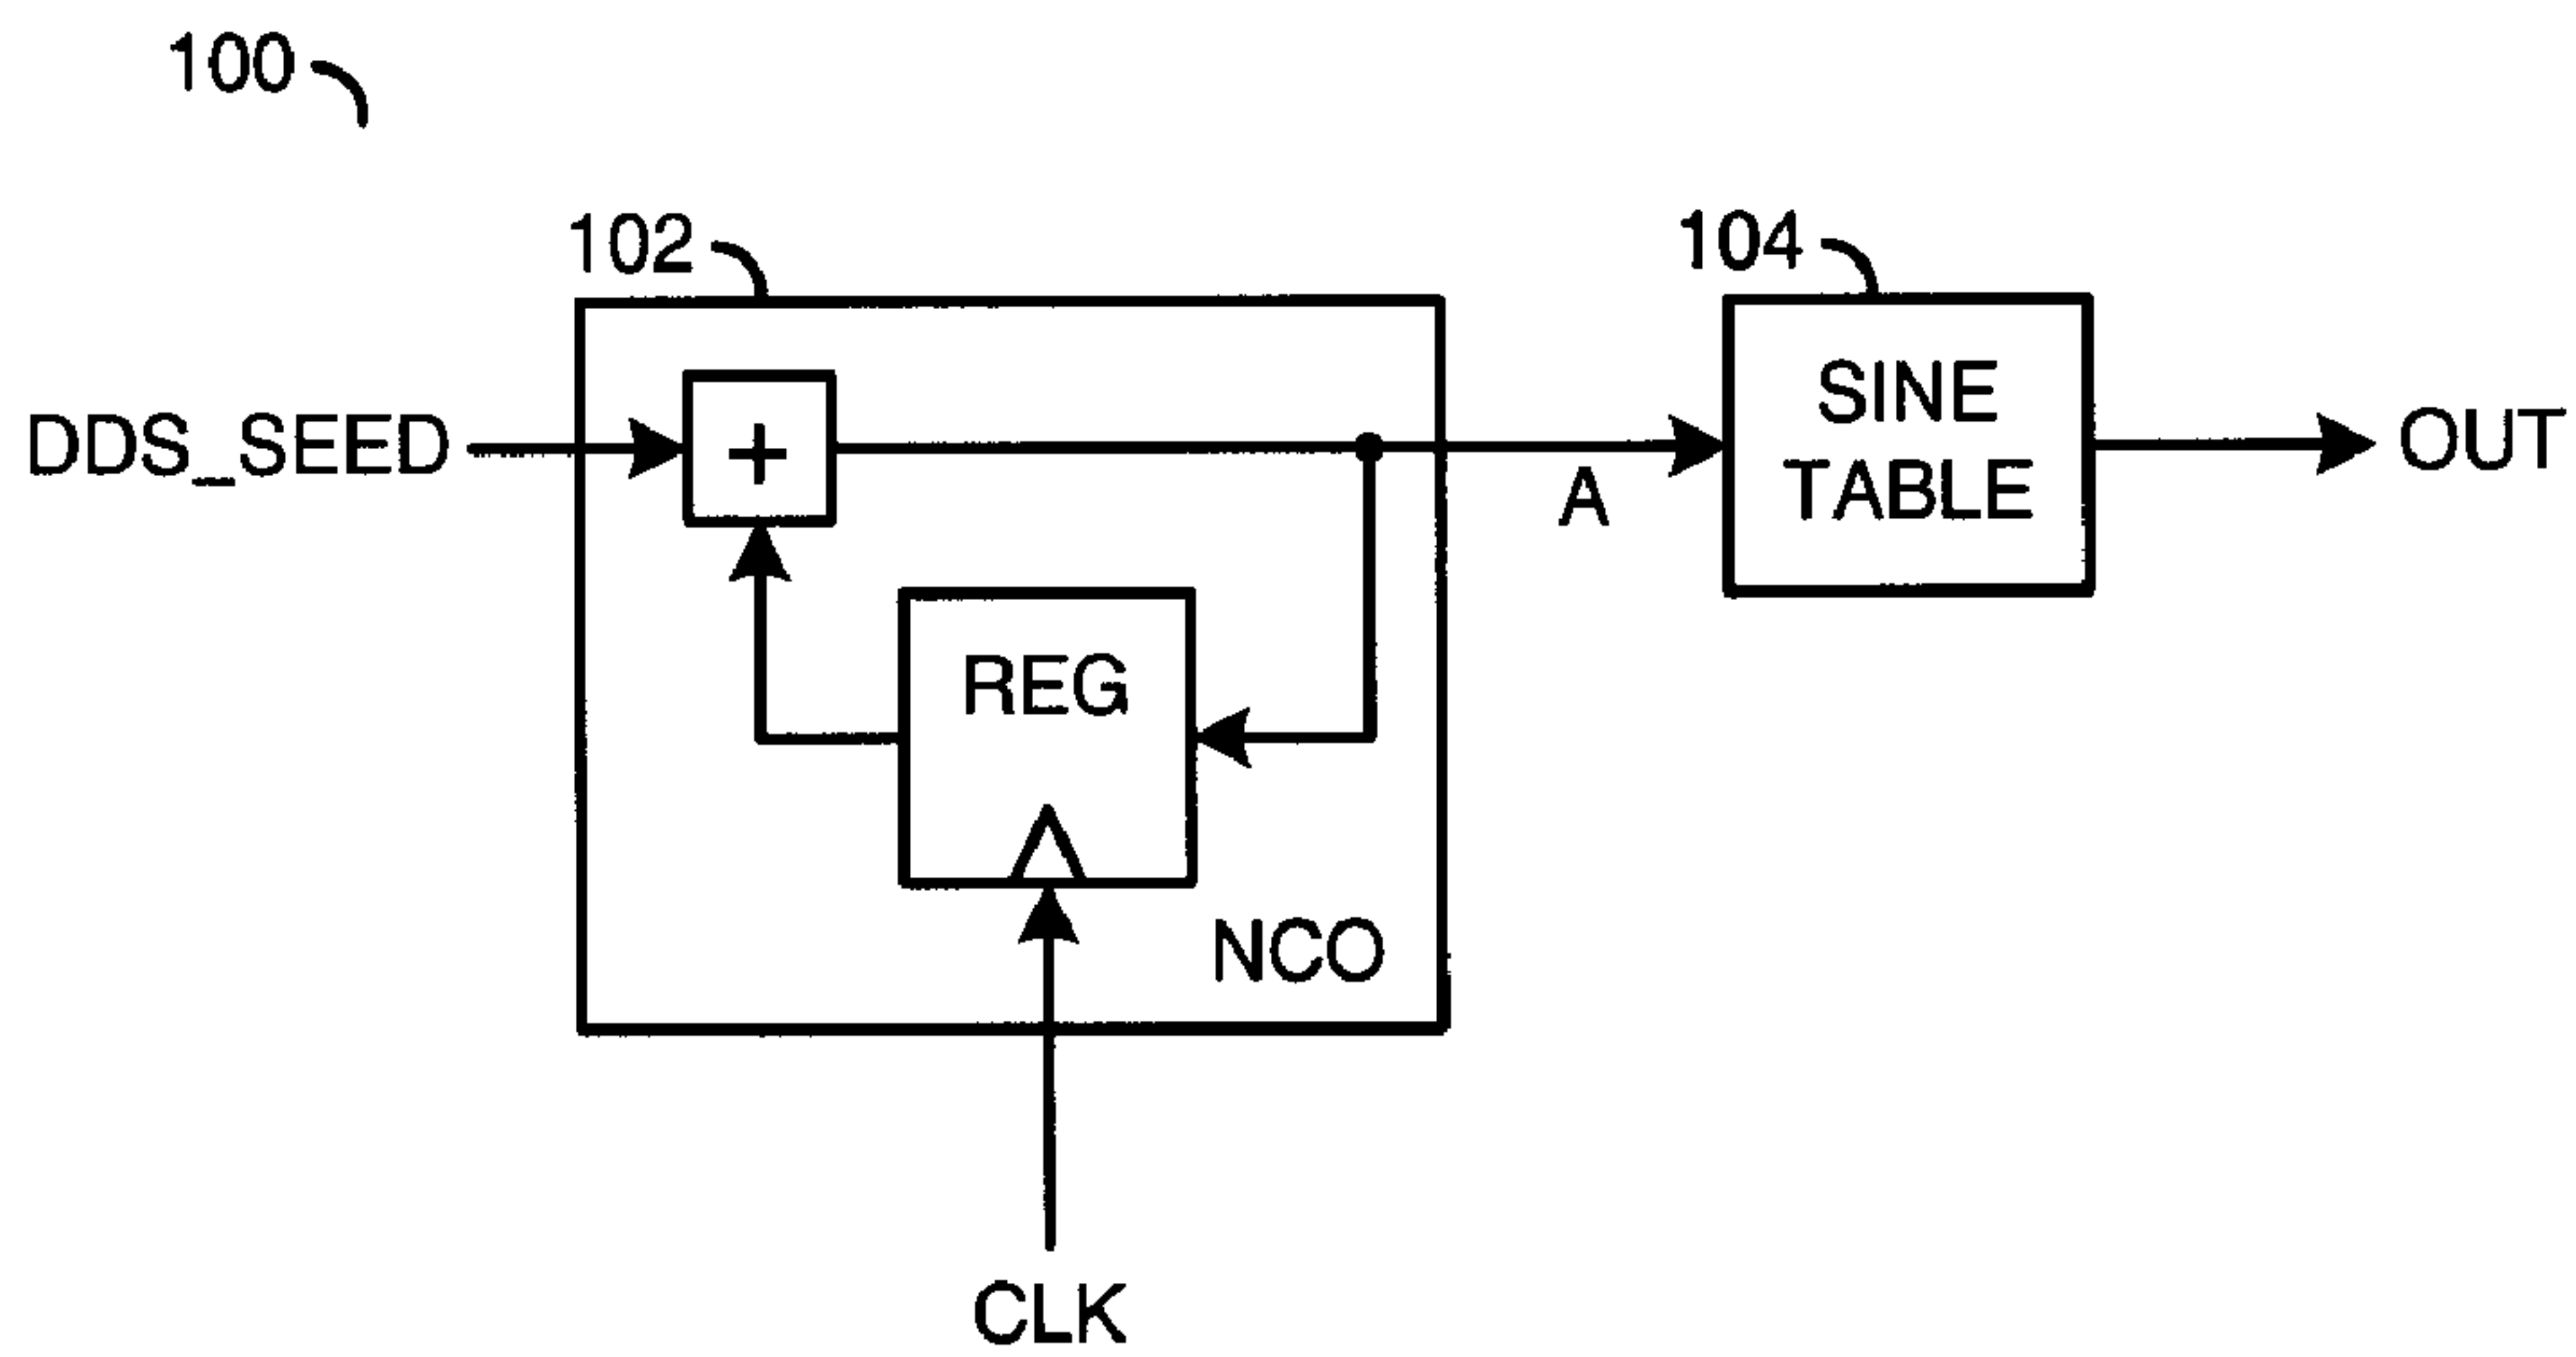 100
102
104
DDS_SEED
+
A
SINE
TABLE
OUT
REG
NCO
CLK